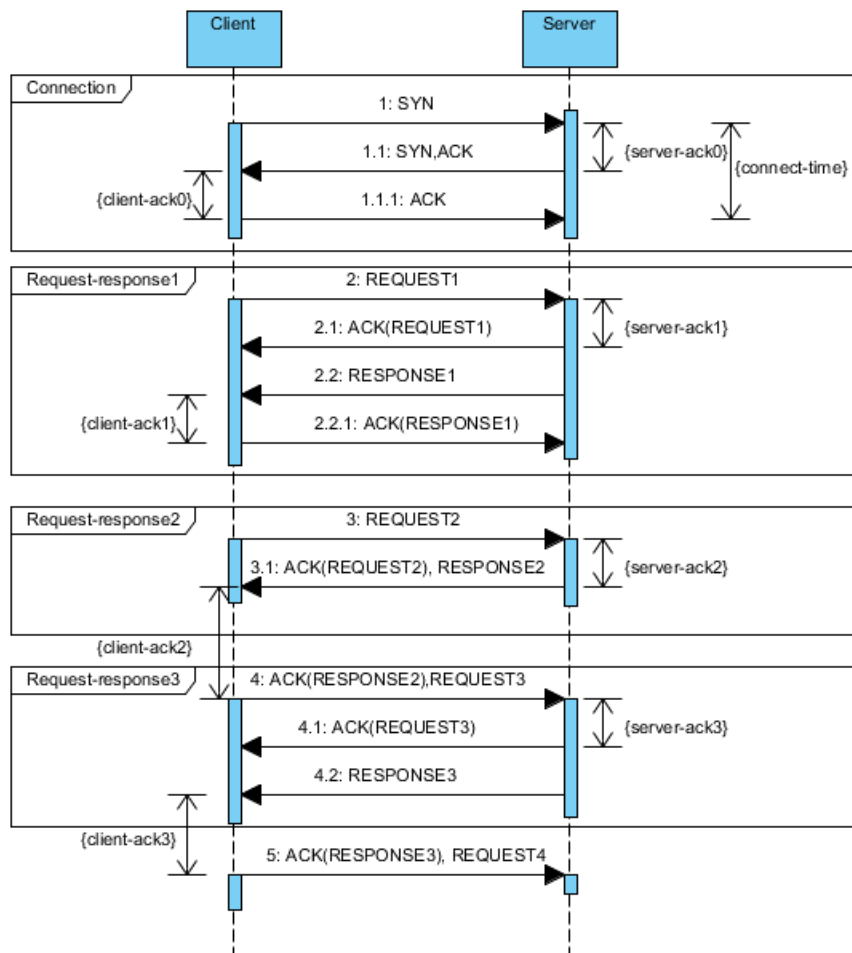 Client
Server
Connection
1: SYN
1.1: SYN,ACK
{server-ack0}
{connect-time}
{client-ack0}
1.1.1: ACK
Request-response1
2: REQUEST1
2.1: ACK(REQUEST1)
{server-ack1}
2.2: RESPONSE1
{client-ack1}
2.2.1: ACK(RESPONSE1)
Request-response2
3: REQUEST2
3.1: ACK(REQUEST2), RESPONSE2
{server-ack2}
{client-ack2}
Request-response3
4: ACK(RESPONSE2),REQUEST3
4.1: ACK(REQUEST3)
{server-ack3}
4.2: RESPONSE3
{client-ack3}
5: ACK(RESPONSE3), REQUEST4